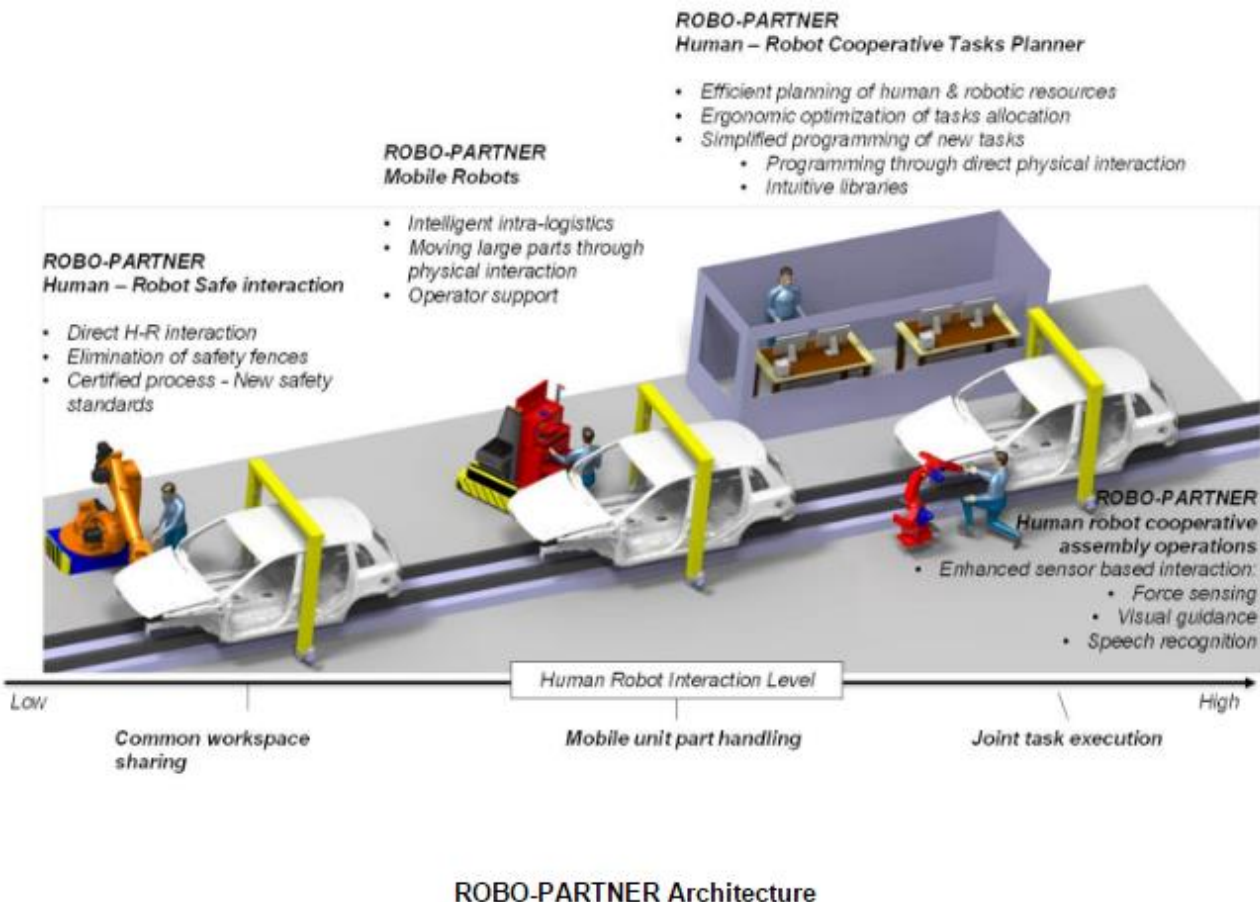 ROBO-PARTNER
Human – Robot Cooperative Tasks Planner
• Efficient planning of human & robotic resources
• Ergonomic optimization of tasks allocation
• Simplified programming of new tasks
• Programming through direct physical interaction
• Intuitive libraries
ROBO-PARTNER
Mobile Robots
• Intelligent intra-logistics
• Moving large parts through
physical interaction
• Operator support
ROBO-PARTNER
Human – Robot Safe interaction
• Direct H-R interaction
• Elimination of safety fences
• Certified process - New safety
standards
ROBO-PARTNER
Human robot cooperative
assembly operations
• Enhanced sensor based interaction:
• Force sensing
• Visual guidance
• Speech recognition
Human Robot Interaction Level
Low
High
Common workspace
sharing
Mobile unit part handling
Joint task execution
ROBO-PARTNER Architecture